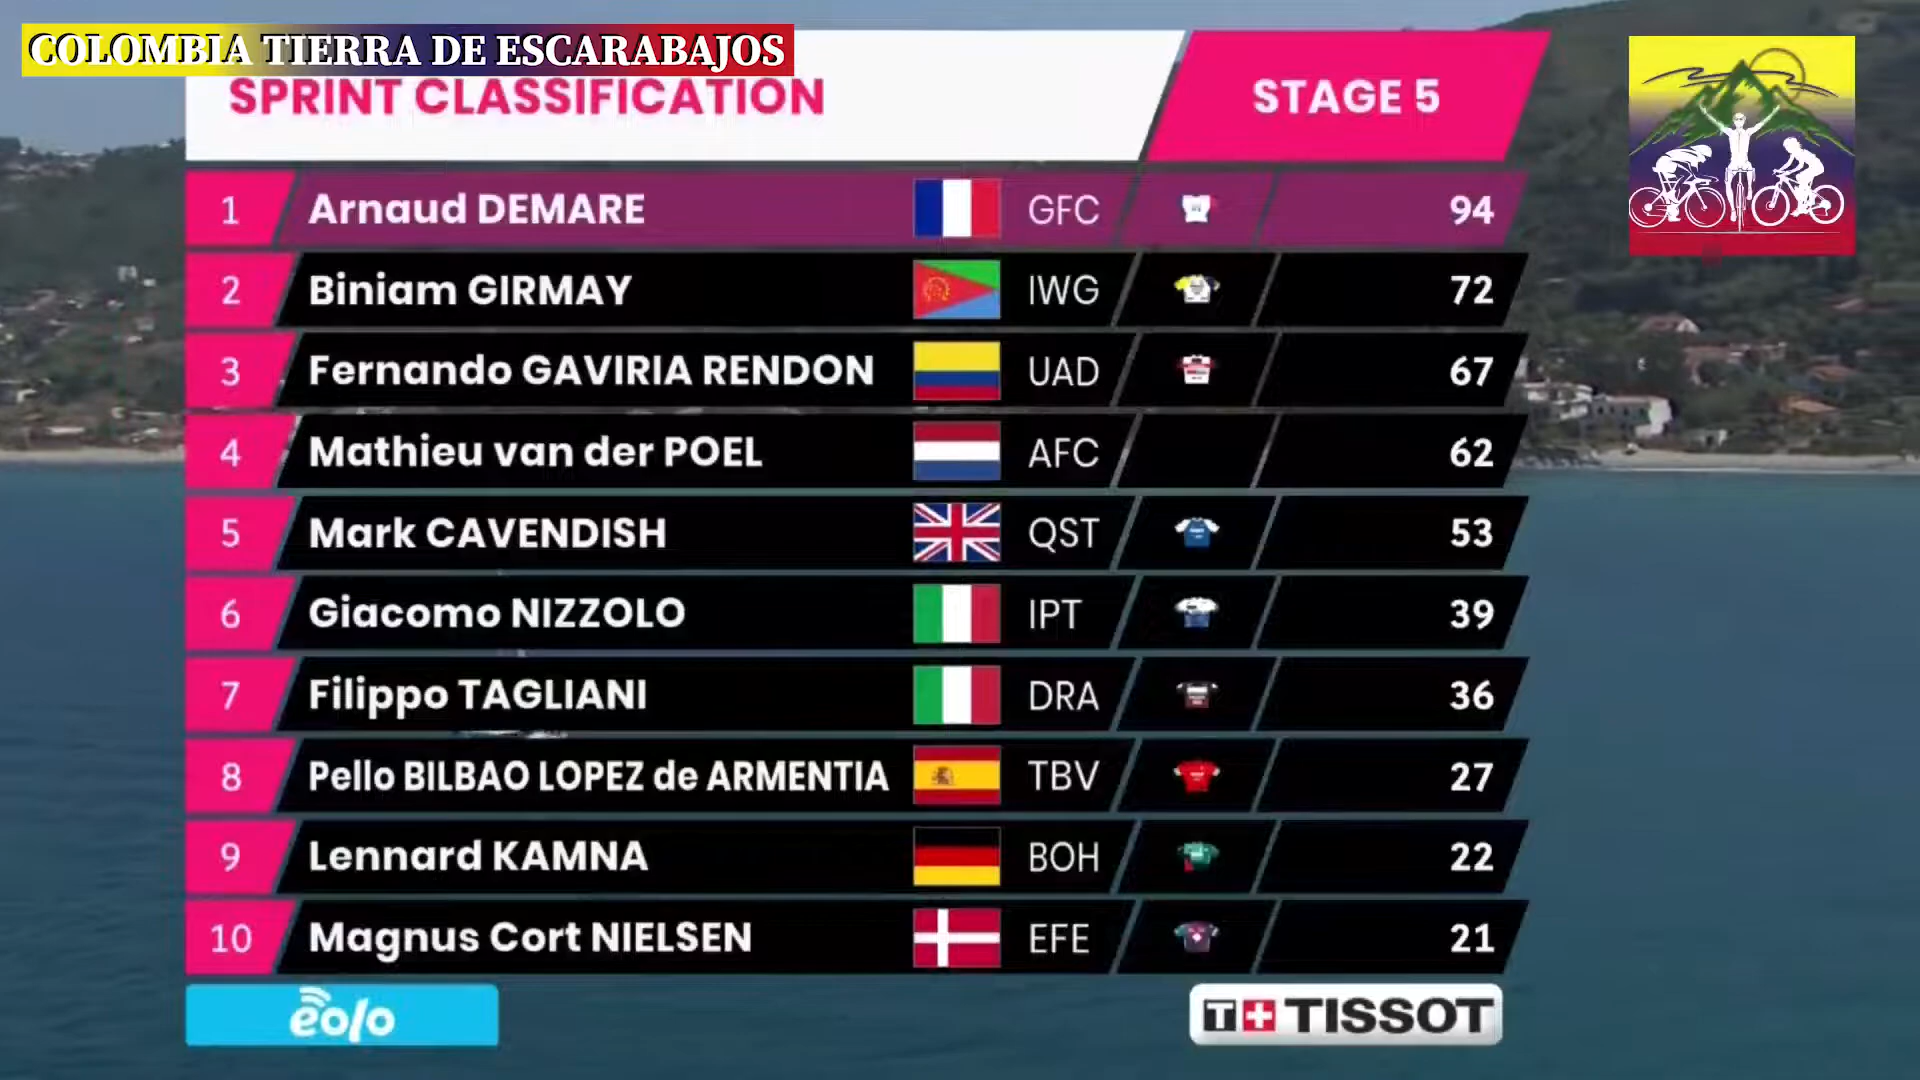 COLOMBIA TIERRA DE ESCARABAJOS
SPRINT CLASSIFICATION STAGE 5
1 Arnaud DEMARE GFC 94
2 Biniam GIRMAY IWG 72
3 Fernando GAVIRIA RENDON UAD 67
4 Mathieu van der POEL AFC 62
5 Mark CAVENDISH QST 53
6 Giacomo NIZZOLO IPT 39
7 Filippo TAGLIANI DRA 36
8 Pello BILBAO LOPEZ de ARMENTIA TBV 27
9 Lennard KAMNA BOH 22
10 Magnus Cort NIELSEN EFE 21
eolo T+ TISSOT